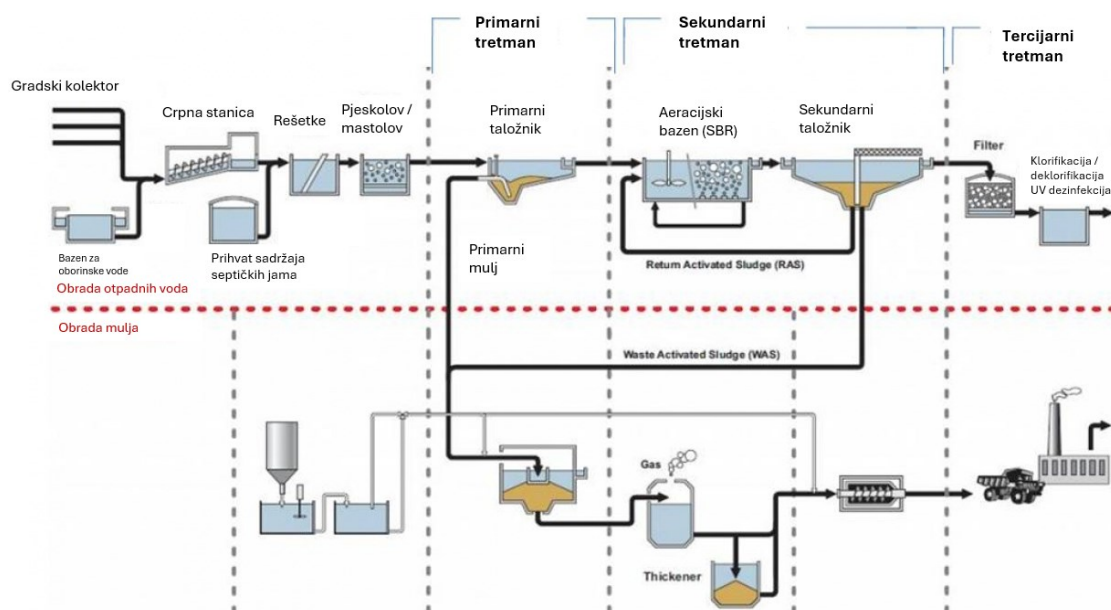 Primarni
tretman
Sekundarni
tretman
Tercijarni
tretman
Gradski kolektor
Crpna stanica
Rešetke
Pjeskolov /
mastolov
Primarni
taložnik
Aeracijski
bazen (SBR)
Sekundarni
taložnik
Filter
Klorifikacija /
deklorifikacija
UV dezinfekcija
Bazen za
oborinske vode
Prihvat sadržaja
septičkih jama
Primarni
mulj
Return Activated Sludge (RAS)
Obrada otpadnih voda
Obrada mulja
Waste Activated Sludge (WAS)
Gas
Thickener